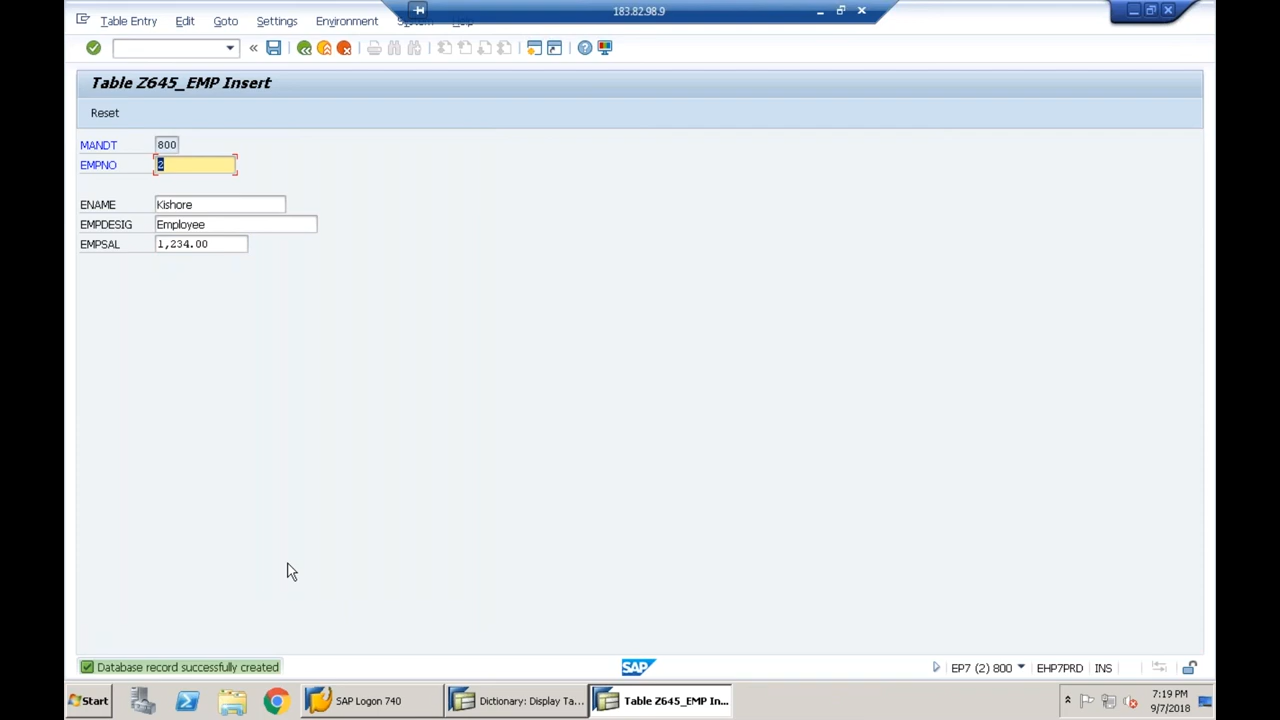 183.82.98.9
Table Entry Edit Goto Settings Environment
Table Z645_EMP Insert
Reset
MANDT 800
EMPNO 2
ENAME Kishore
EMPDESIG Employee
EMPSAL 1,234.00
Database record successfully created
SAP
EP7 (2) 800 EHP7PRD INS
Start SAP Logon 740 Dictionary: Display Ta... Table Z645_EMP In... 7:19 PM
9/7/2018